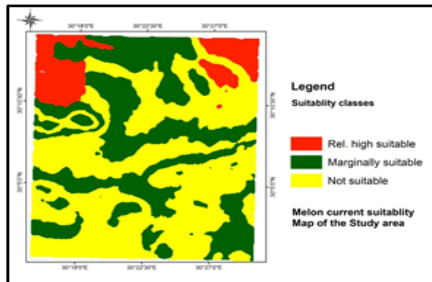 30°18'0"E 30°22'30"E 30°27'0"E
Legend
Suitablity classes
Rel. high suitable
Marginally suitable
Not suitable
Melon current suitablity
Map of the Study area
30°18'0"E 30°22'30"E 30°27'0"E